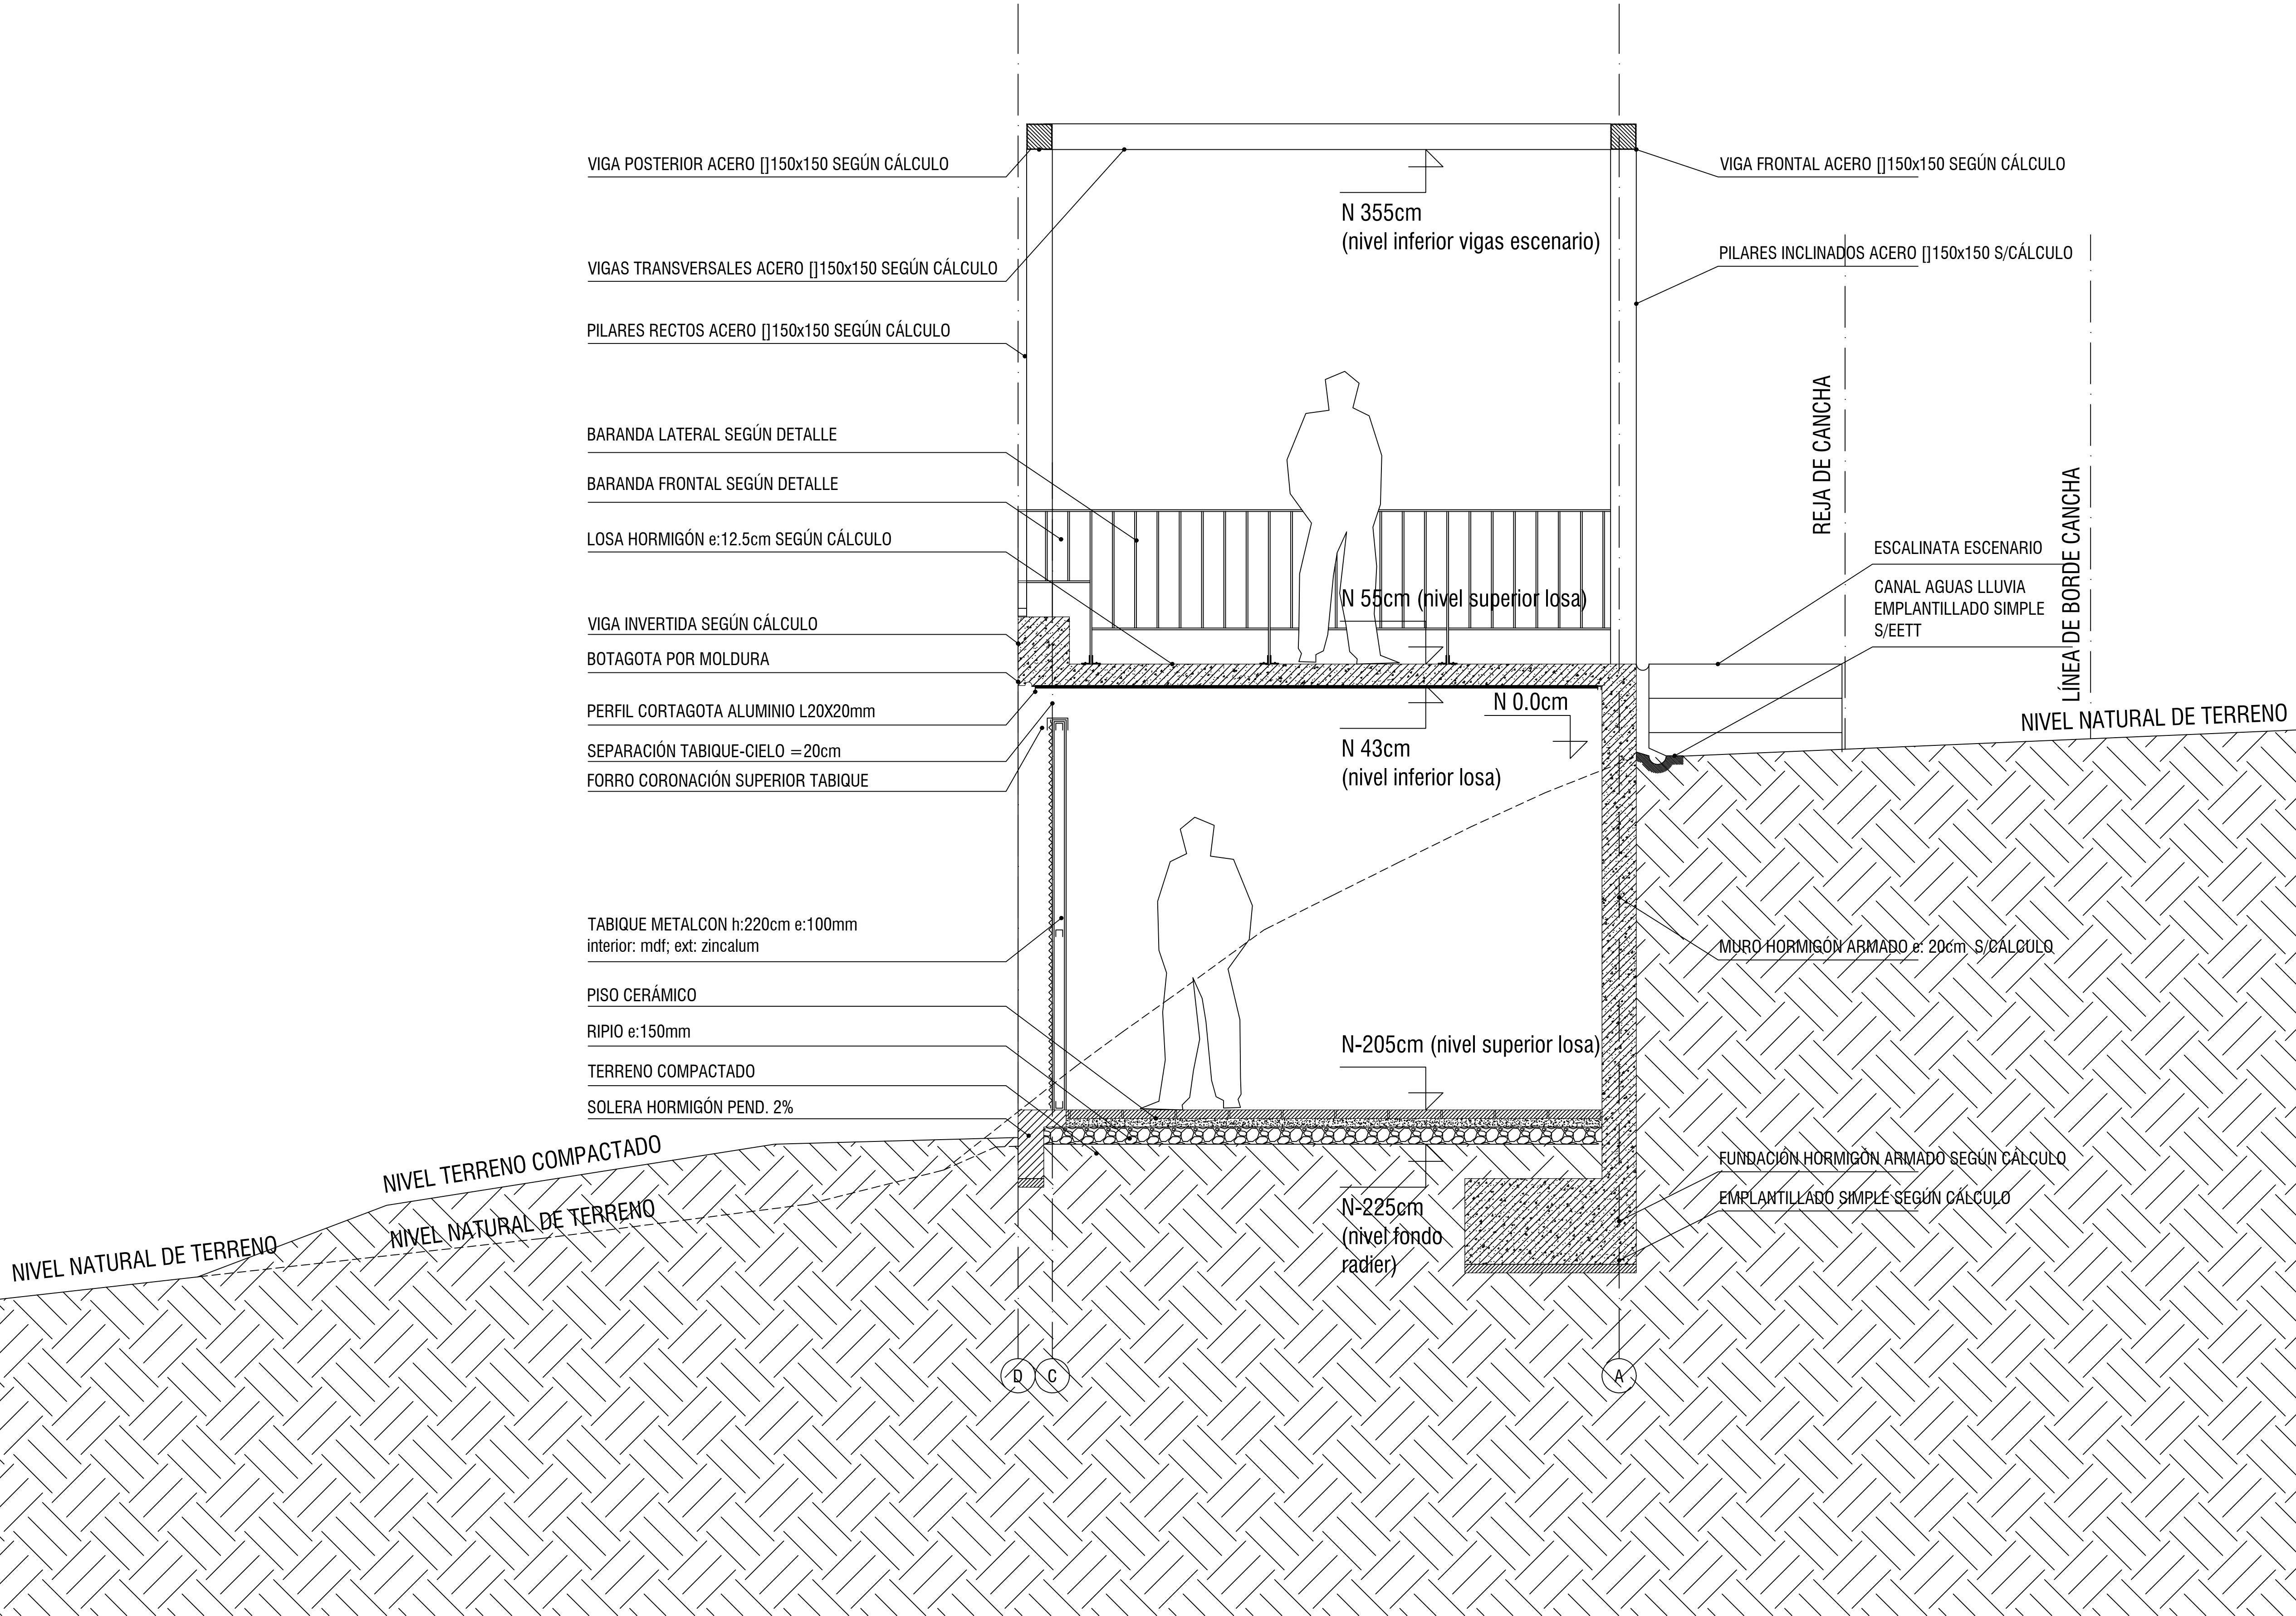 VIGA POSTERIOR ACERO []150x150 SEGÚN CÁLCULO
VIGAS TRANSVERSALES ACERO []150x150 SEGÚN CÁLCULO
PILARES RECTOS ACERO []150x150 SEGÚN CÁLCULO
BARANDA LATERAL SEGÚN DETALLE
BARANDA FRONTAL SEGÚN DETALLE
LOSA HORMIGÓN e:12.5cm SEGÚN CÁLCULO
VIGA INVERTIDA SEGÚN CÁLCULO
BOTAGOTA POR MOLDURA
PERFIL CORTAGOTA ALUMINIO L20X20mm
SEPARACIÓN TABIQUE-CIELO =20cm
FORRO CORONACIÓN SUPERIOR TABIQUE
TABIQUE METALCON h:220cm e:100mm
interior: mdf; ext: zincalum
PISO CERÁMICO
RIPIO e:150mm
TERRENO COMPACTADO
SOLERA HORMIGÓN PEND. 2%
NIVEL TERRENO COMPACTADO
NIVEL NATURAL DE TERRENO
NIVEL NATURAL DE TERRENO
N 355cm
(nivel inferior vigas escenario)
N 55cm (nivel superior losa)
N 0.0cm
N 43cm
(nivel inferior losa)
N-205cm (nivel superior losa)
N-225cm
(nivel fondo
radier)
D
C
A
VIGA FRONTAL ACERO []150x150 SEGÚN CÁLCULO
PILARES INCLINADOS ACERO []150x150 S/CÁLCULO
REJA DE CANCHA
LÍNEA DE BORDE CANCHA
ESCALINATA ESCENARIO
CANAL AGUAS LLUVIA
EMPLANTILLADO SIMPLE
S/EETT
NIVEL NATURAL DE TERRENO
MURO HORMIGÓN ARMADO e: 20cm S/CÁLCULO
FUNDACIÓN HORMIGÒN ARMADO SEGÚN CÁLCULO
EMPLANTILLADO SIMPLE SEGÚN CÁLCULO